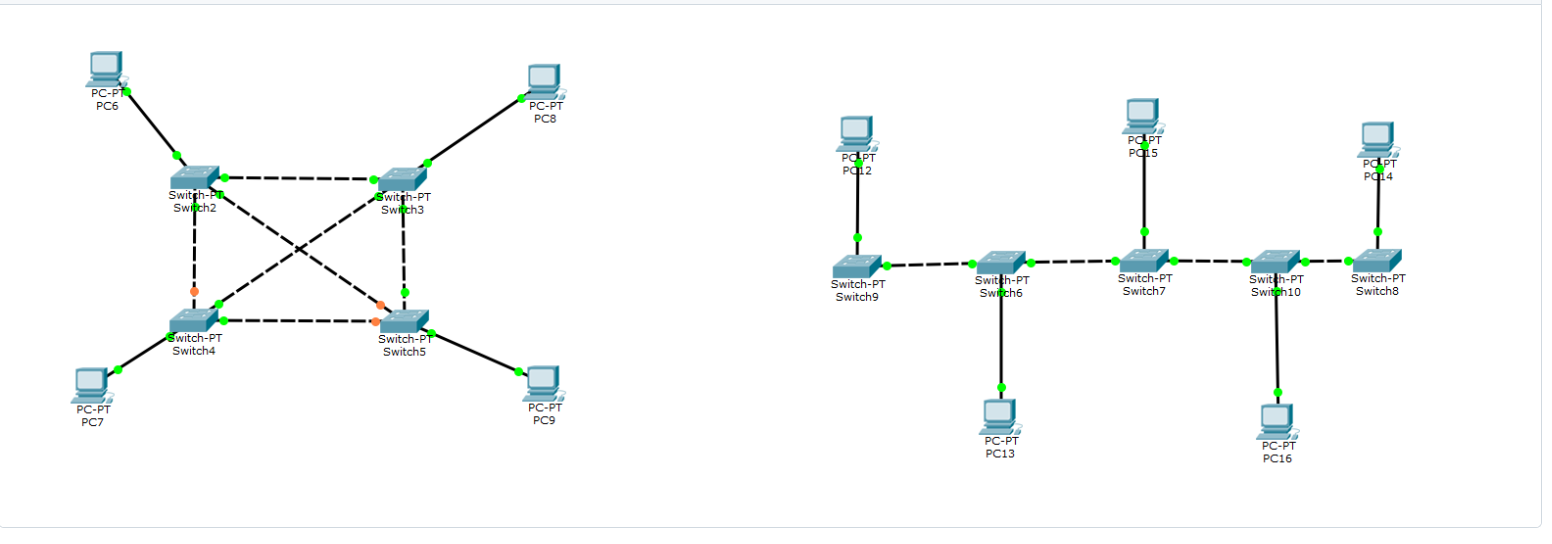 PC-PT
PC6
PC-PT
PC8
Switch-PT
Switch2
Switch-PT
Switch3
Switch-PT
Switch4
Switch-PT
Switch5
PC-PT
PC7
PC-PT
PC9
PC-PT
PC12
PC-PT
PC15
PC-PT
PC14
Switch-PT
Switch9
Switch-PT
Switch6
Switch-PT
Switch7
Switch-PT
Switch10
Switch-PT
Switch8
PC-PT
PC13
PC-PT
PC16